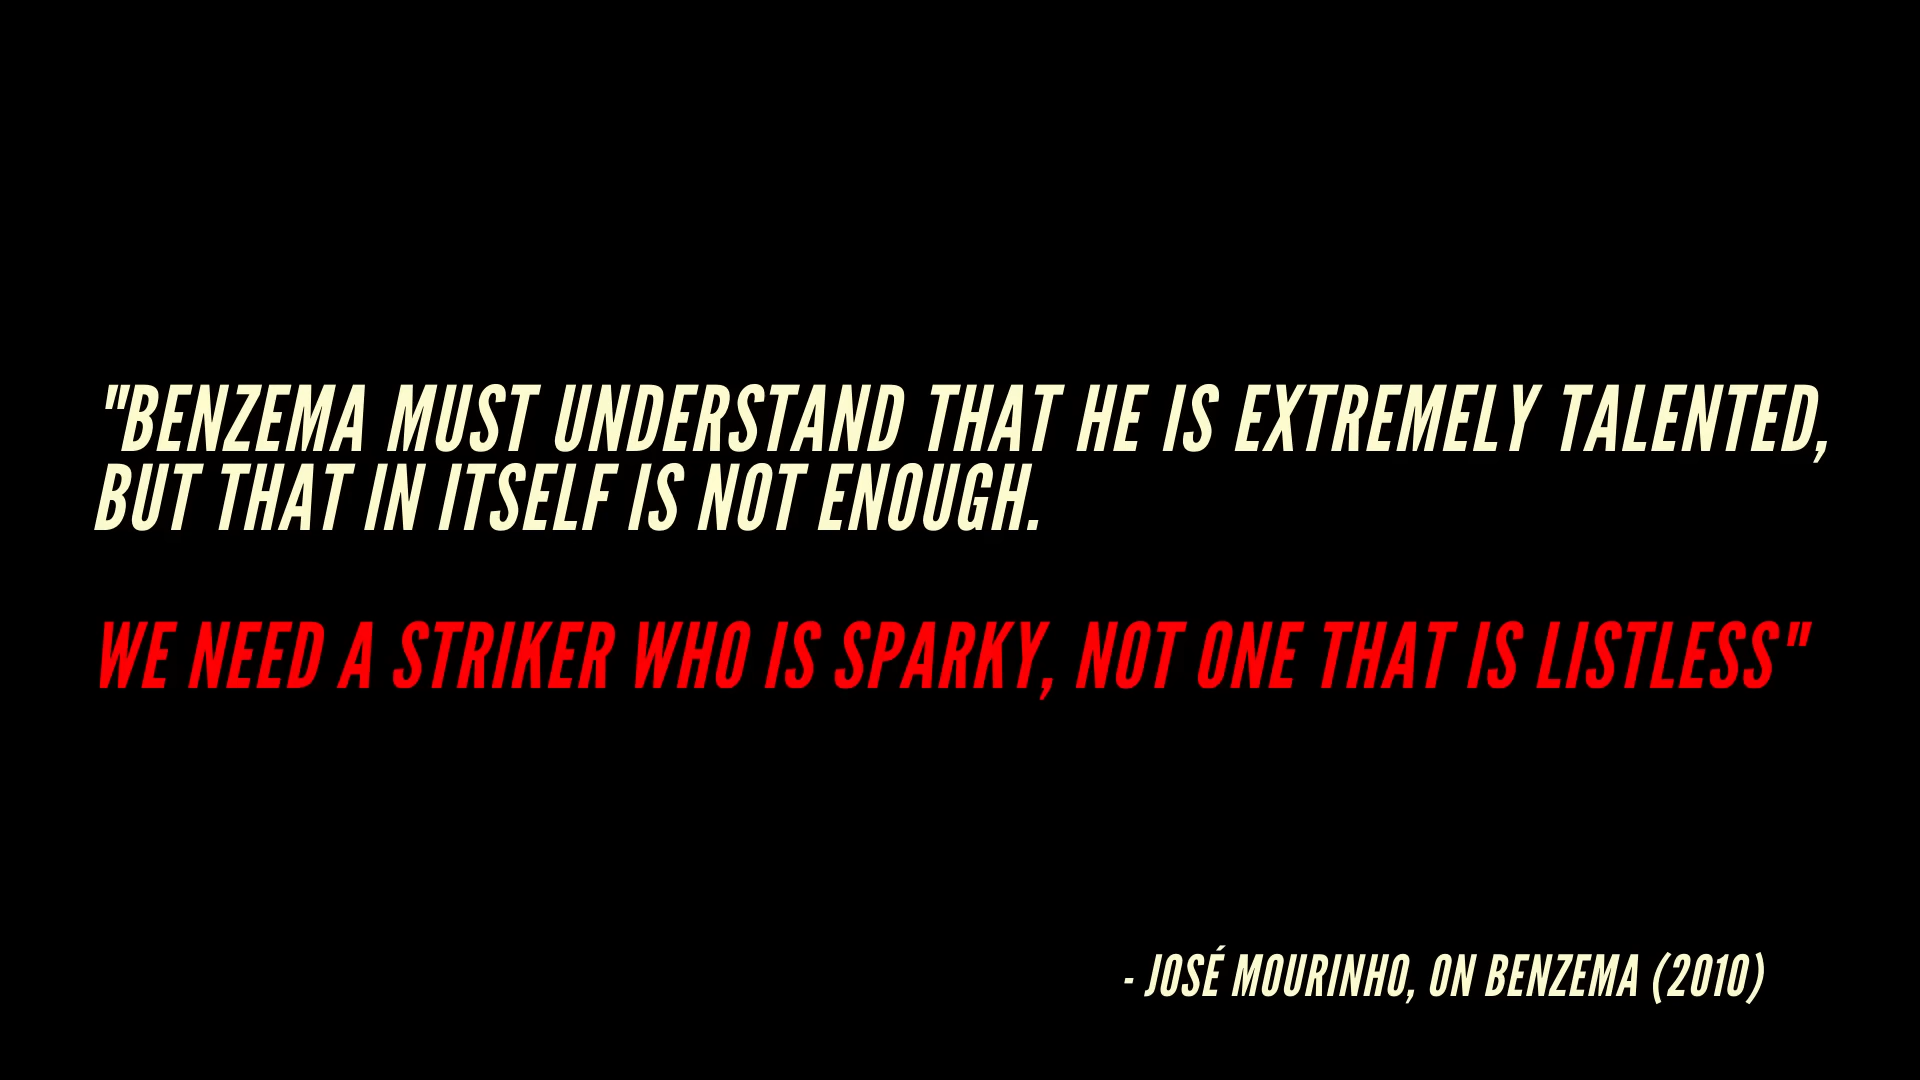 "BENZEMA MUST UNDERSTAND THAT HE IS EXTREMELY TALENTED,
BUT THAT IN ITSELF IS NOT ENOUGH.
WE NEED A STRIKER WHO IS SPARKY, NOT ONE THAT IS LISTLESS"
- JOSÉ MOURINHO, ON BENZEMA (2010)